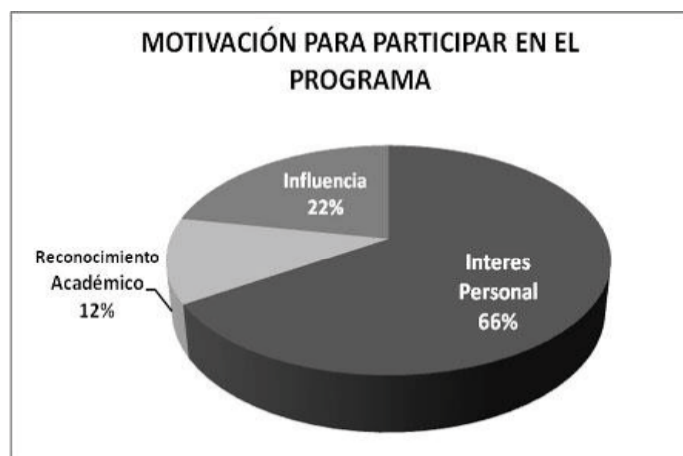 MOTIVACIÓN PARA PARTICIPAR EN EL
PROGRAMA
Influencia
22%
Reconocimiento
Académico
12%
Interes
Personal
66%